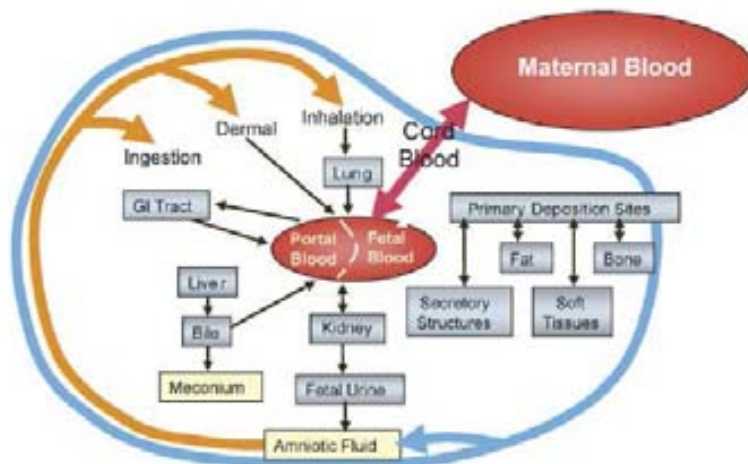 Maternal Blood
Inhalation
Cord
Blood
Dermal
Ingestion
Lung
GI Tract
Primary Deposition Sites
Portal
Blood
Fetal
Blood
Fat
Bone
Liver
Secretory
Structures
Soft
Tissues
Bile
Kidney
Meconium
Fetal Urine
Amniotic Fluid